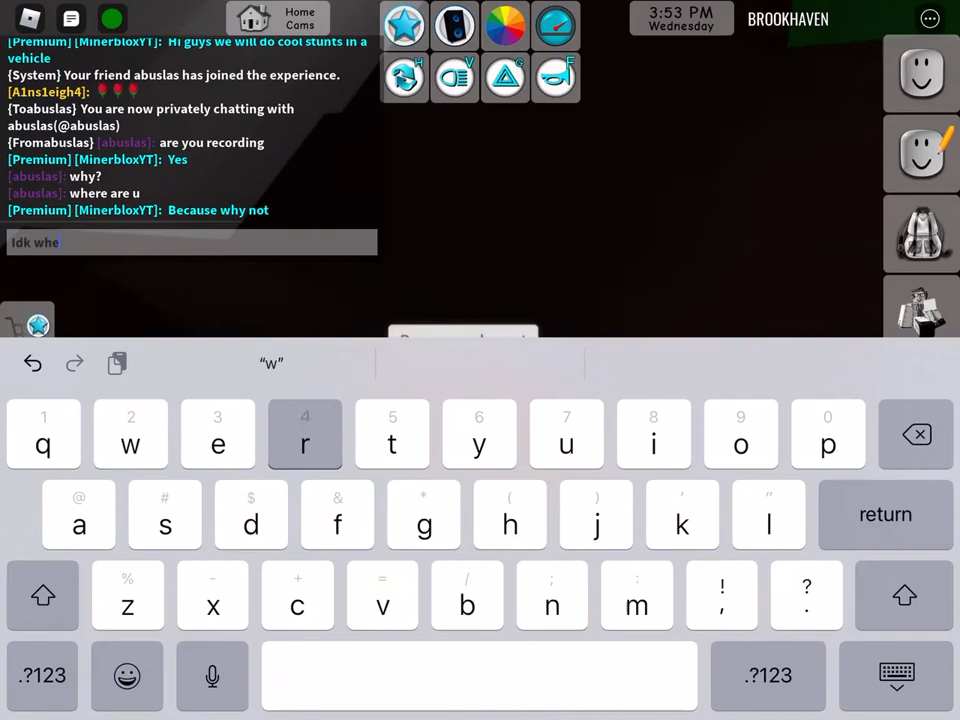 Home
Cams
3:53 PM
Wednesday
BROOKHAVEN
H
V
G
F
[Premium] [MinerbloxYT]: Hi guys we will do cool stunts in a
vehicle
{System} Your friend abuslas has joined the experience.
[A1ns1eigh4]: 🌹🌹🌹
{Toabuslas} You are now privately chatting with
abuslas(@abuslas)
{Fromabuslas} [abuslas]: are you recording
[Premium] [MinerbloxYT]: Yes
[abuslas]: why?
[abuslas]: where are u
[Premium] [MinerbloxYT]: Because why not
Idk whe
“w”
1 2 3 4 5 6 7 8 9 0
q w e r t y u i o p
@ # $ & * ( ) ' "
a s d f g h j k l return
% - + = / ; : ! ?
z x c v b n m , .
.?123 .?123